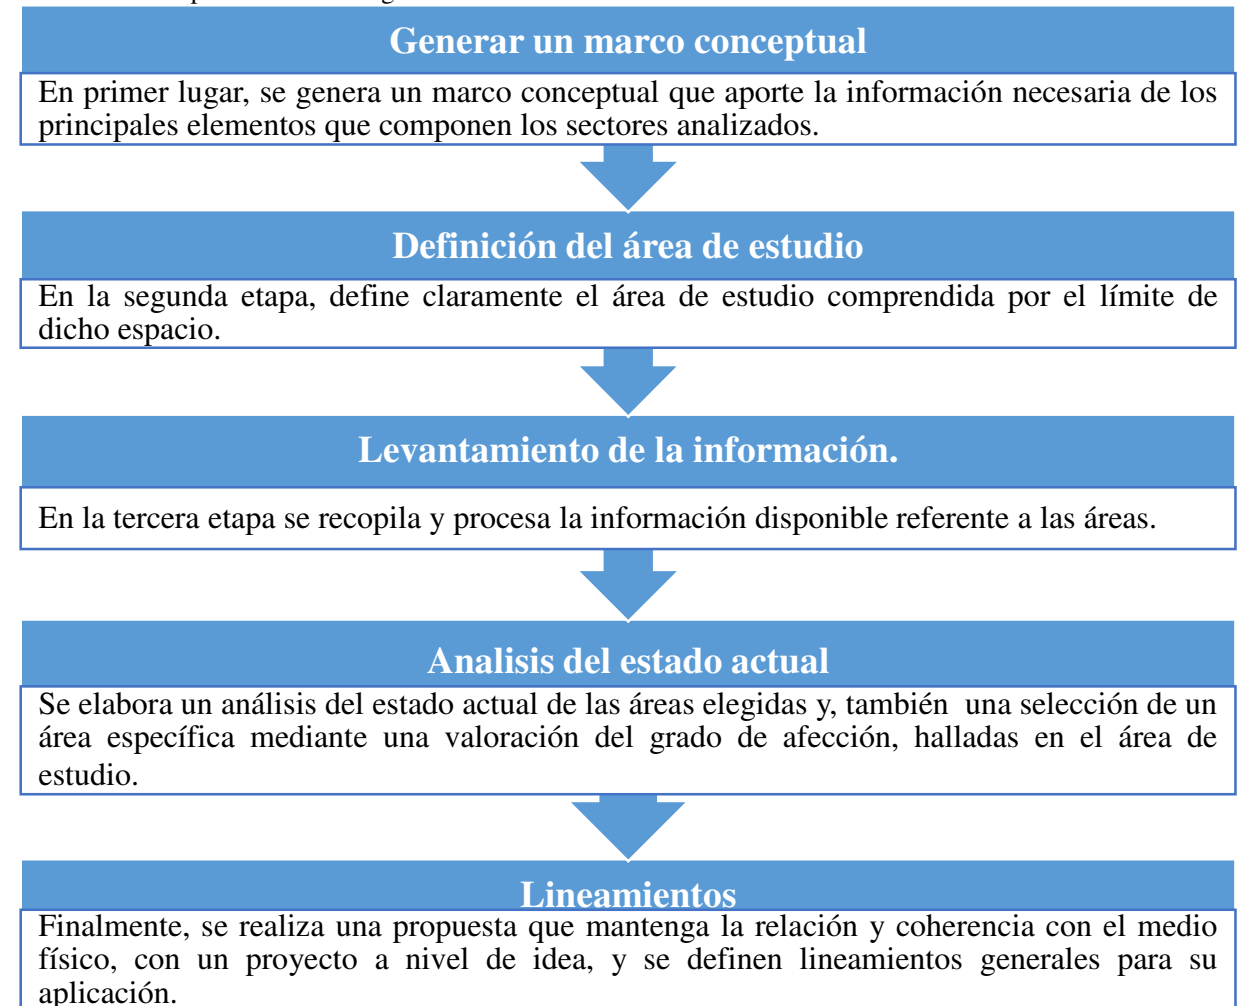 Generar un marco conceptual
En primer lugar, se genera un marco conceptual que aporte la información necesaria de los
principales elementos que componen los sectores analizados.
Definición del área de estudio
En la segunda etapa, define claramente el área de estudio comprendida por el límite de
dicho espacio.
Levantamiento de la información.
En la tercera etapa se recopila y procesa la información disponible referente a las áreas.
Analisis del estado actual
Se elabora un análisis del estado actual de las áreas elegidas y, también una selección de un
área específica mediante una valoración del grado de afección, halladas en el área de
estudio.
Lineamientos
Finalmente, se realiza una propuesta que mantenga la relación y coherencia con el medio
físico, con un proyecto a nivel de idea, y se definen lineamientos generales para su
aplicación.